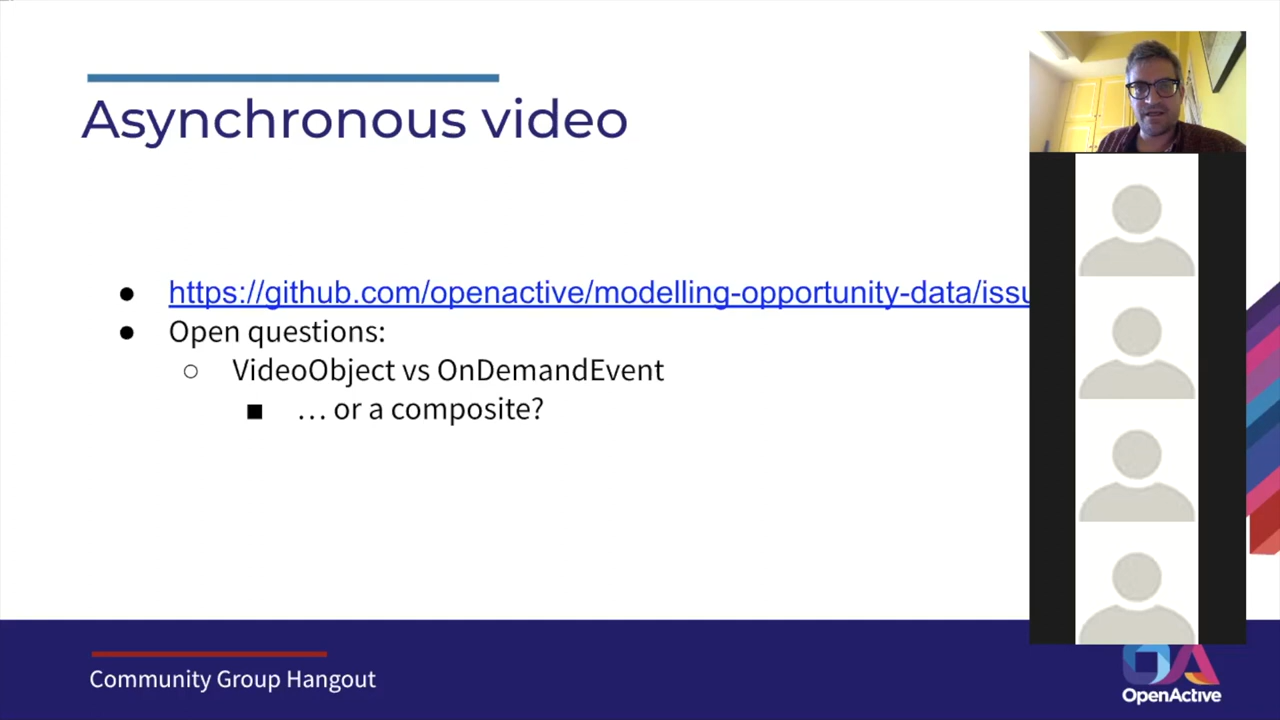 Asynchronous video
● https://github.com/openactive/modelling-opportunity-data/issu
● Open questions:
○ VideoObject vs OnDemandEvent
■ … or a composite?
Community Group Hangout
OpenActive